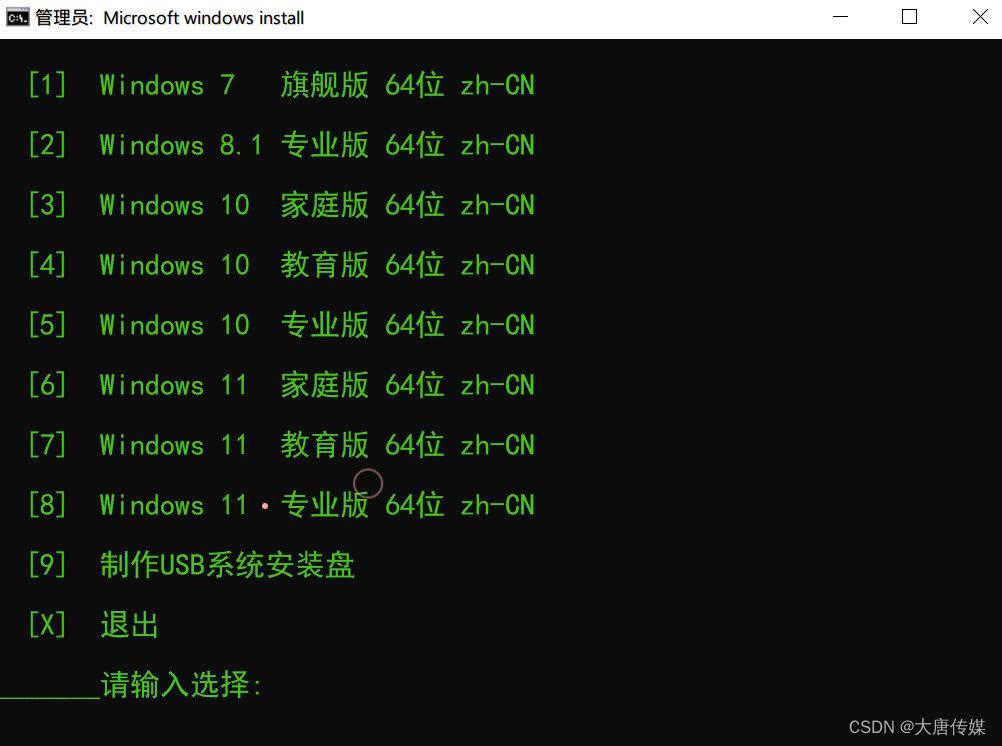 管理员: Microsoft windows install
[1] Windows 7 旗舰版 64位 zh-CN
[2] Windows 8.1 专业版 64位 zh-CN
[3] Windows 10 家庭版 64位 zh-CN
[4] Windows 10 教育版 64位 zh-CN
[5] Windows 10 专业版 64位 zh-CN
[6] Windows 11 家庭版 64位 zh-CN
[7] Windows 11 教育版 64位 zh-CN
[8] Windows 11 专业版 64位 zh-CN
[9] 制作USB系统安装盘
[X] 退出
_______请输入选择:
CSDN @大唐传媒